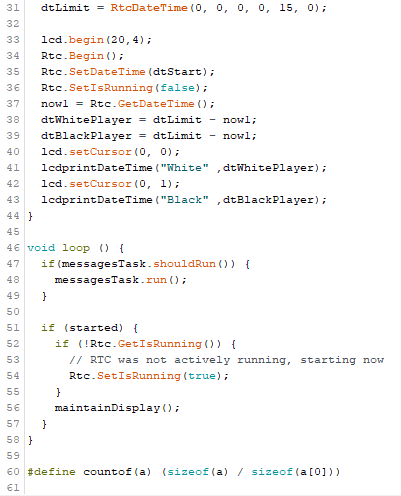 31 dtLimit = RtcDateTime(0, 0, 0, 0, 15, 0);
32
33 lcd.begin(20,4);
34 Rtc.Begin();
35 Rtc.SetDateTime(dtStart);
36 Rtc.SetIsRunning(false);
37 now1 = Rtc.GetDateTime();
38 dtWhitePlayer = dtLimit - now1;
39 dtBlackPlayer = dtLimit - now1;
40 lcd.setCursor(0, 0);
41 lcdprintDateTime("White" ,dtWhitePlayer);
42 lcd.setCursor(0, 1);
43 lcdprintDateTime("Black" ,dtBlackPlayer);
44 }
45
46 void loop () {
47 if(messagesTask.shouldRun()) {
48 messagesTask.run();
49 }
50
51 if (started) {
52 if (!Rtc.GetIsRunning()) {
53 // RTC was not actively running, starting now
54 Rtc.SetIsRunning(true);
55 }
56 maintainDisplay();
57 }
58 }
59
60 #define countof(a) (sizeof(a) / sizeof(a[0]))
61